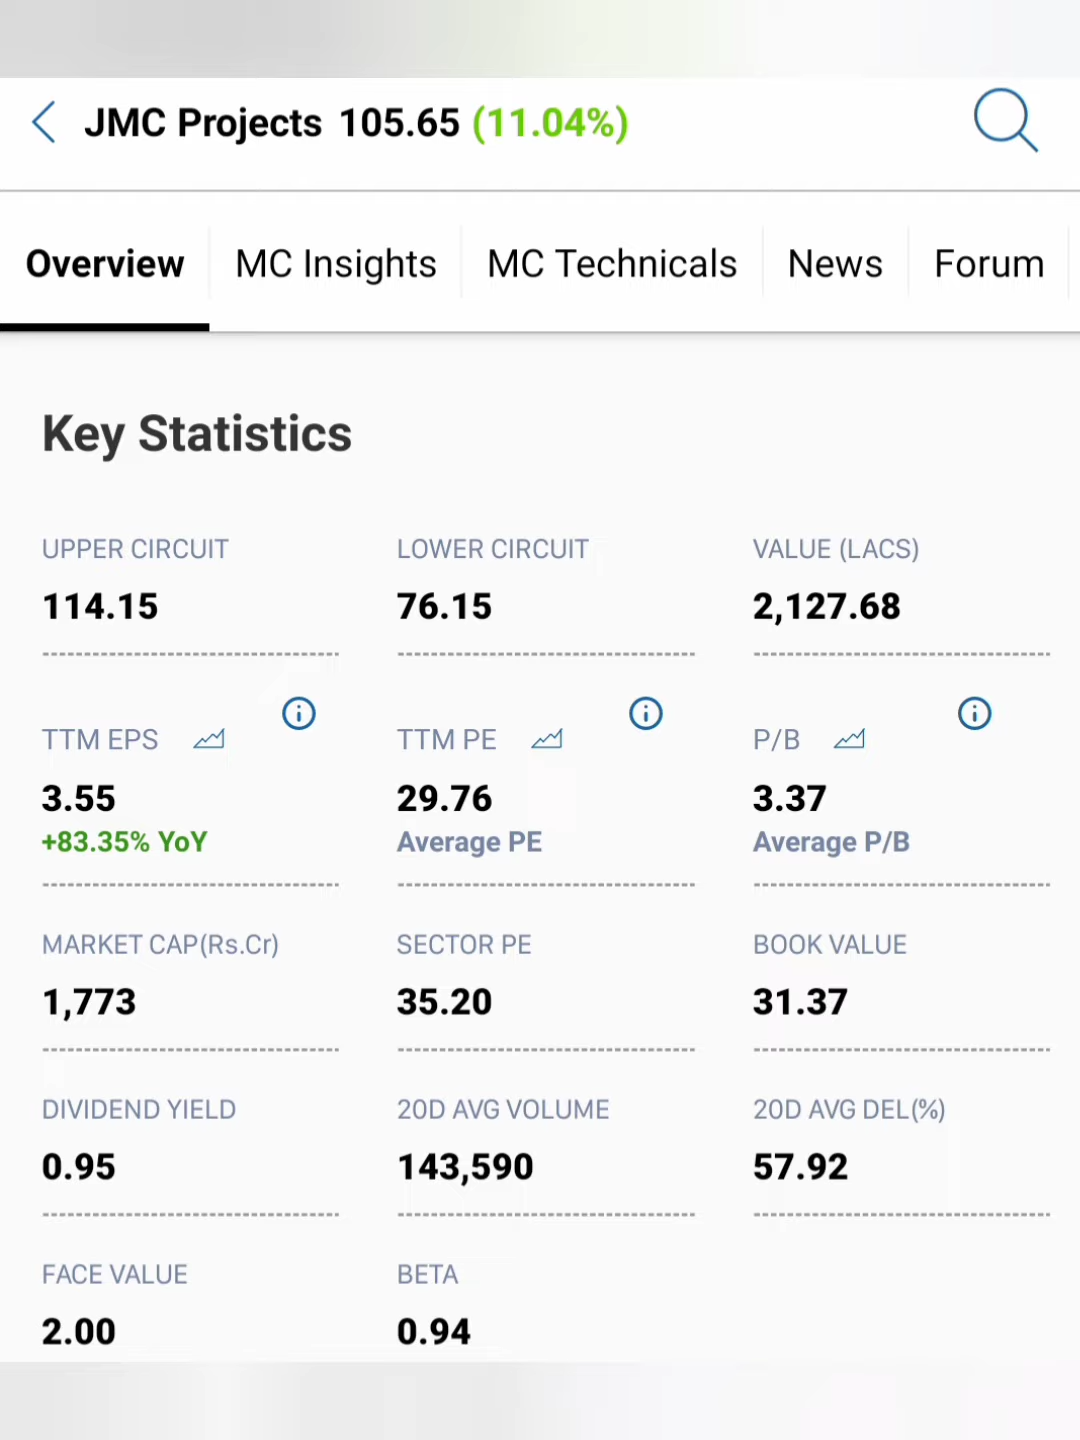 JMC Projects 105.65 (11.04%)
Overview MC Insights MC Technicals News Forum
Key Statistics
UPPER CIRCUIT LOWER CIRCUIT VALUE (LACS)
114.15 76.15 2,127.68
TTM EPS TTM PE P/B
3.55 29.76 3.37
+83.35% YoY Average PE Average P/B
MARKET CAP(Rs.Cr) SECTOR PE BOOK VALUE
1,773 35.20 31.37
DIVIDEND YIELD 20D AVG VOLUME 20D AVG DEL(%)
0.95 143,590 57.92
FACE VALUE BETA
2.00 0.94